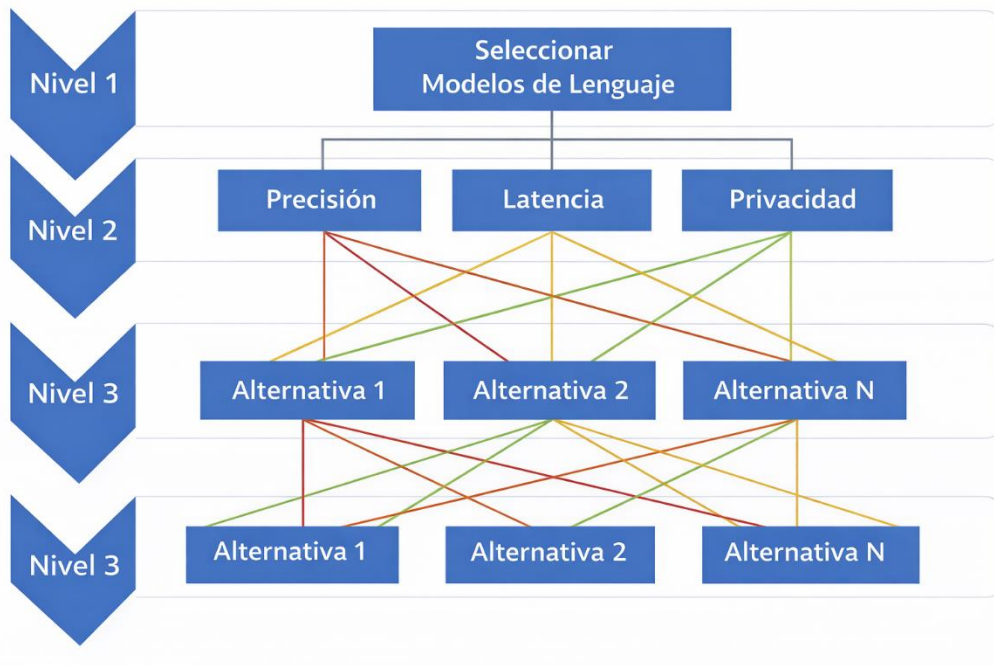 Nivel 1
Seleccionar
Modelos de Lenguaje
Nivel 2
Precisión
Latencia
Privacidad
Nivel 3
Alternativa 1
Alternativa 2
Alternativa N
Nivel 3
Alternativa 1
Alternativa 2
Alternativa N